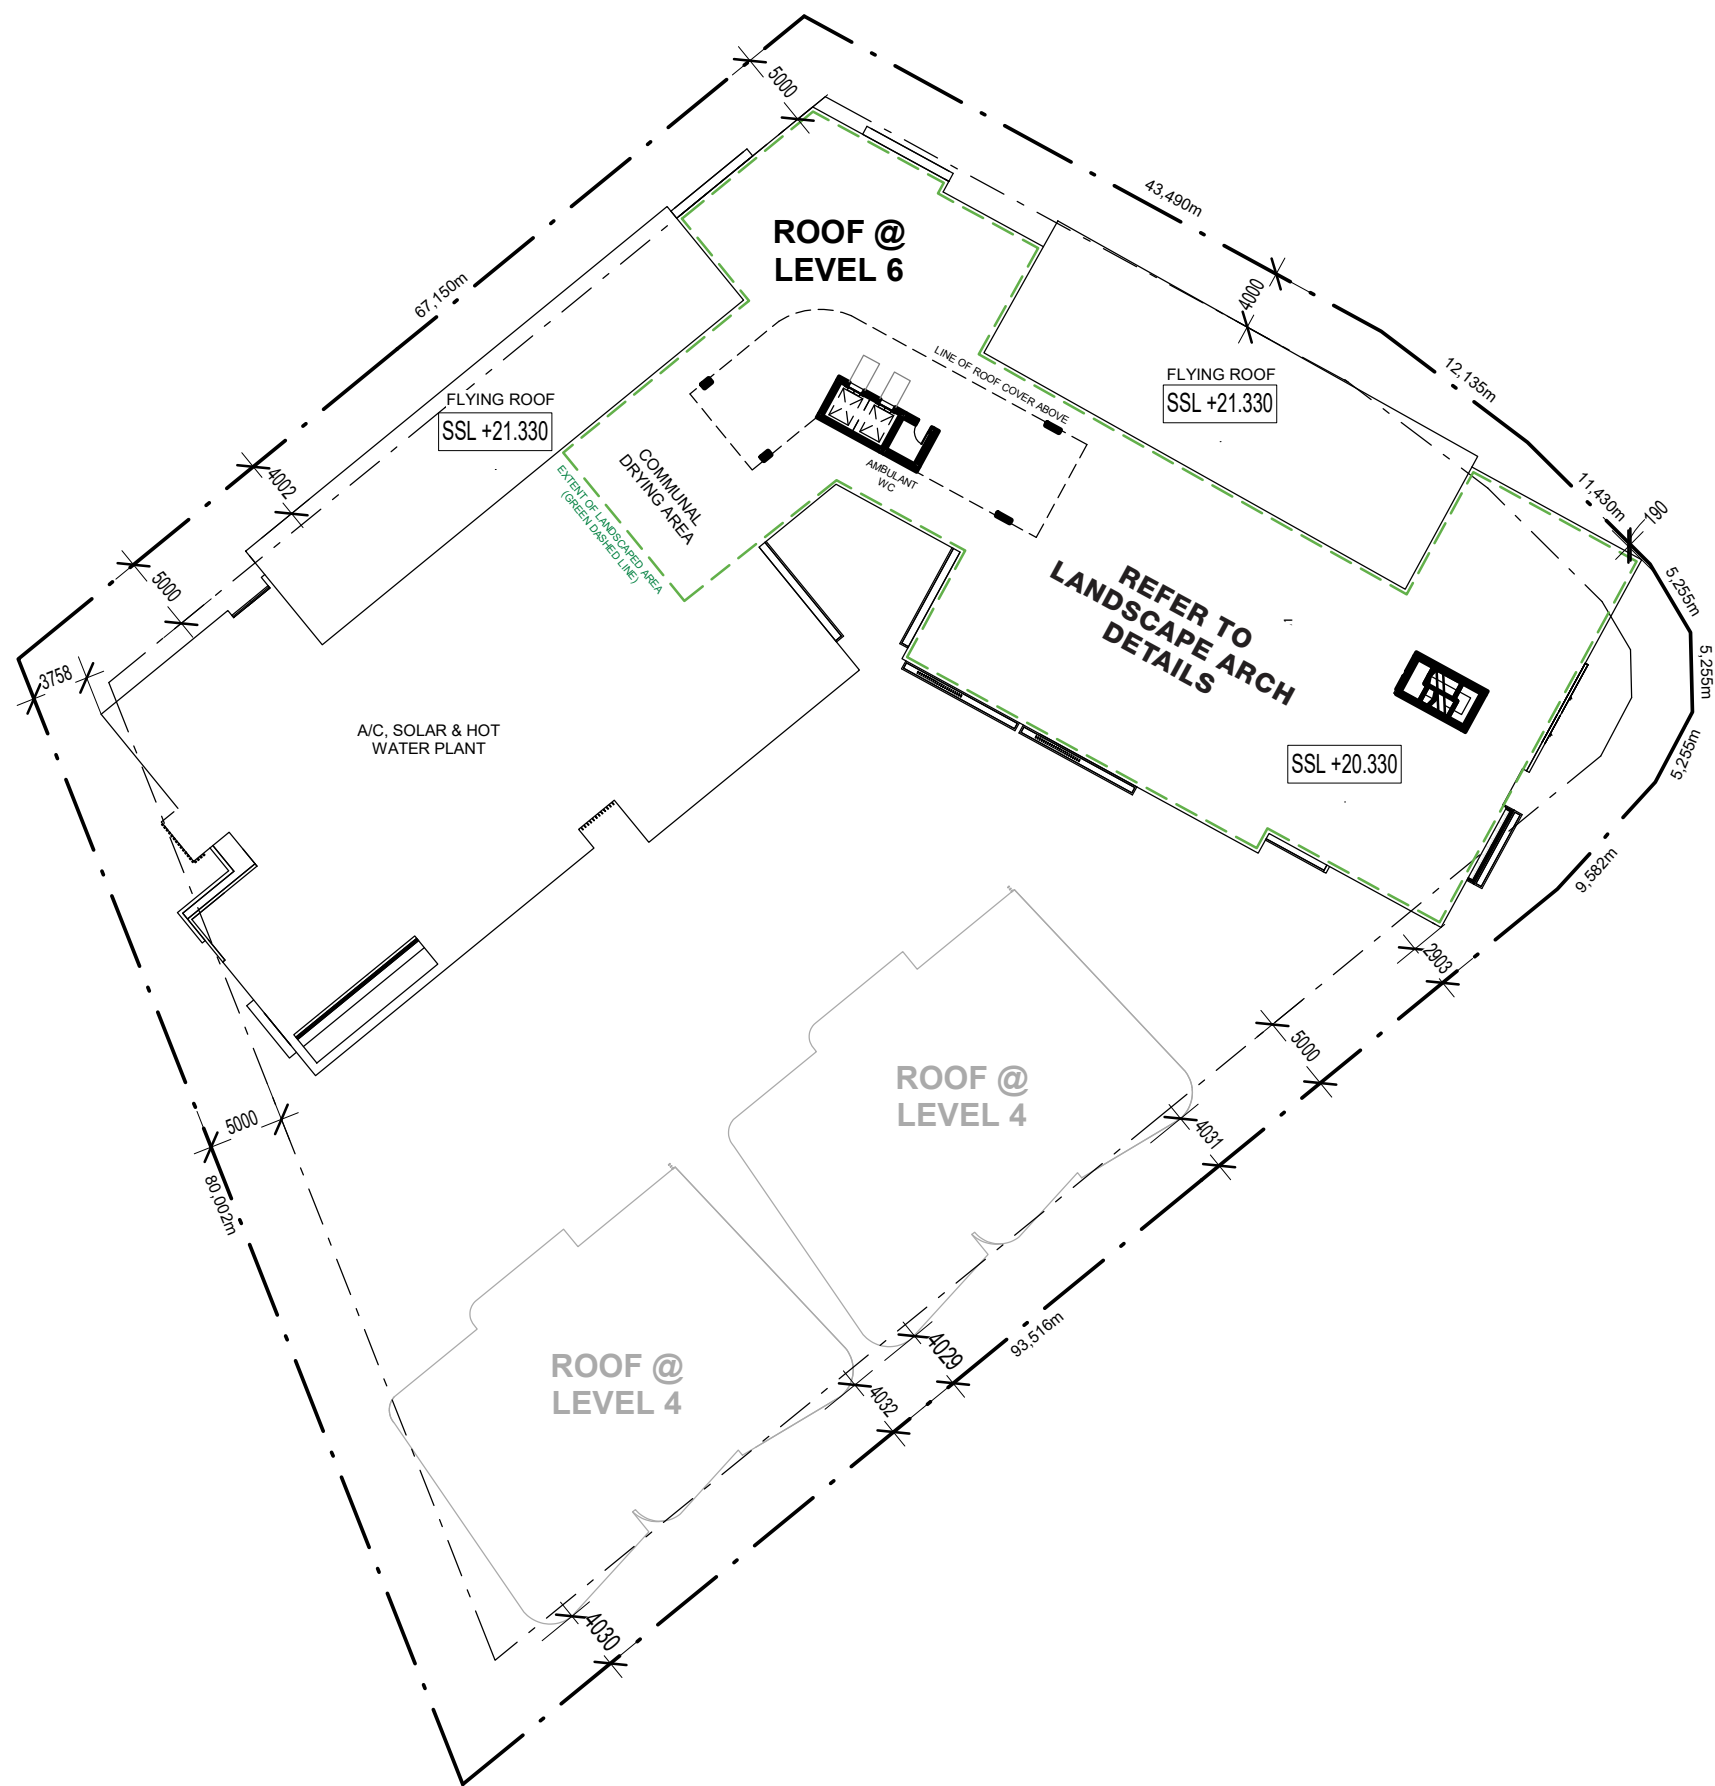 5000
43,490m
ROOF @
LEVEL 6
67,150m
4000
12,135m
LINE OF ROOF COVER ABOVE
FLYING ROOF
SSL +21.330
FLYING ROOF
SSL +21.330
COMMUNAL
DRYING AREA
EXTENT OF LANDSCAPED AREA
(GREEN DASHED LINE)
AMBULANT
WC
4002
11,430m
190
5000
5,255m
REFER TO
LANDSCAPE ARCH
DETAILS
3758
5,255m
A/C, SOLAR & HOT
WATER PLANT
SSL +20.330
5,255m
9,582m
2903
5000
ROOF @
LEVEL 4
5000
4031
80,002m
4029
93,516m
ROOF @
LEVEL 4
4032
4030